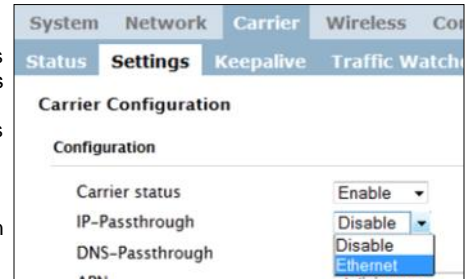 System Network Carrier Wireless
Status Settings Keepalive Traffic
s
s
Carrier Configuration
s
Configuration
Carrier status Enable
n
IP-Passthrough Disable
Disable
DNS-Passthrough
Ethernet